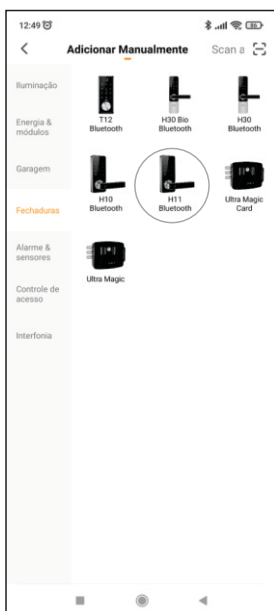 12:49
86
Adicionar Manualmente
Scan a
Iluminação
Energia &
módulos
Garagem
Fechaduras
Alarme &
sensores
Controle de
acesso
Interfonia
T12
Bluetooth
H30 Bio
Bluetooth
H30
Bluetooth
H10
Bluetooth
H11
Bluetooth
Ultra Magic
Card
Ultra Magic